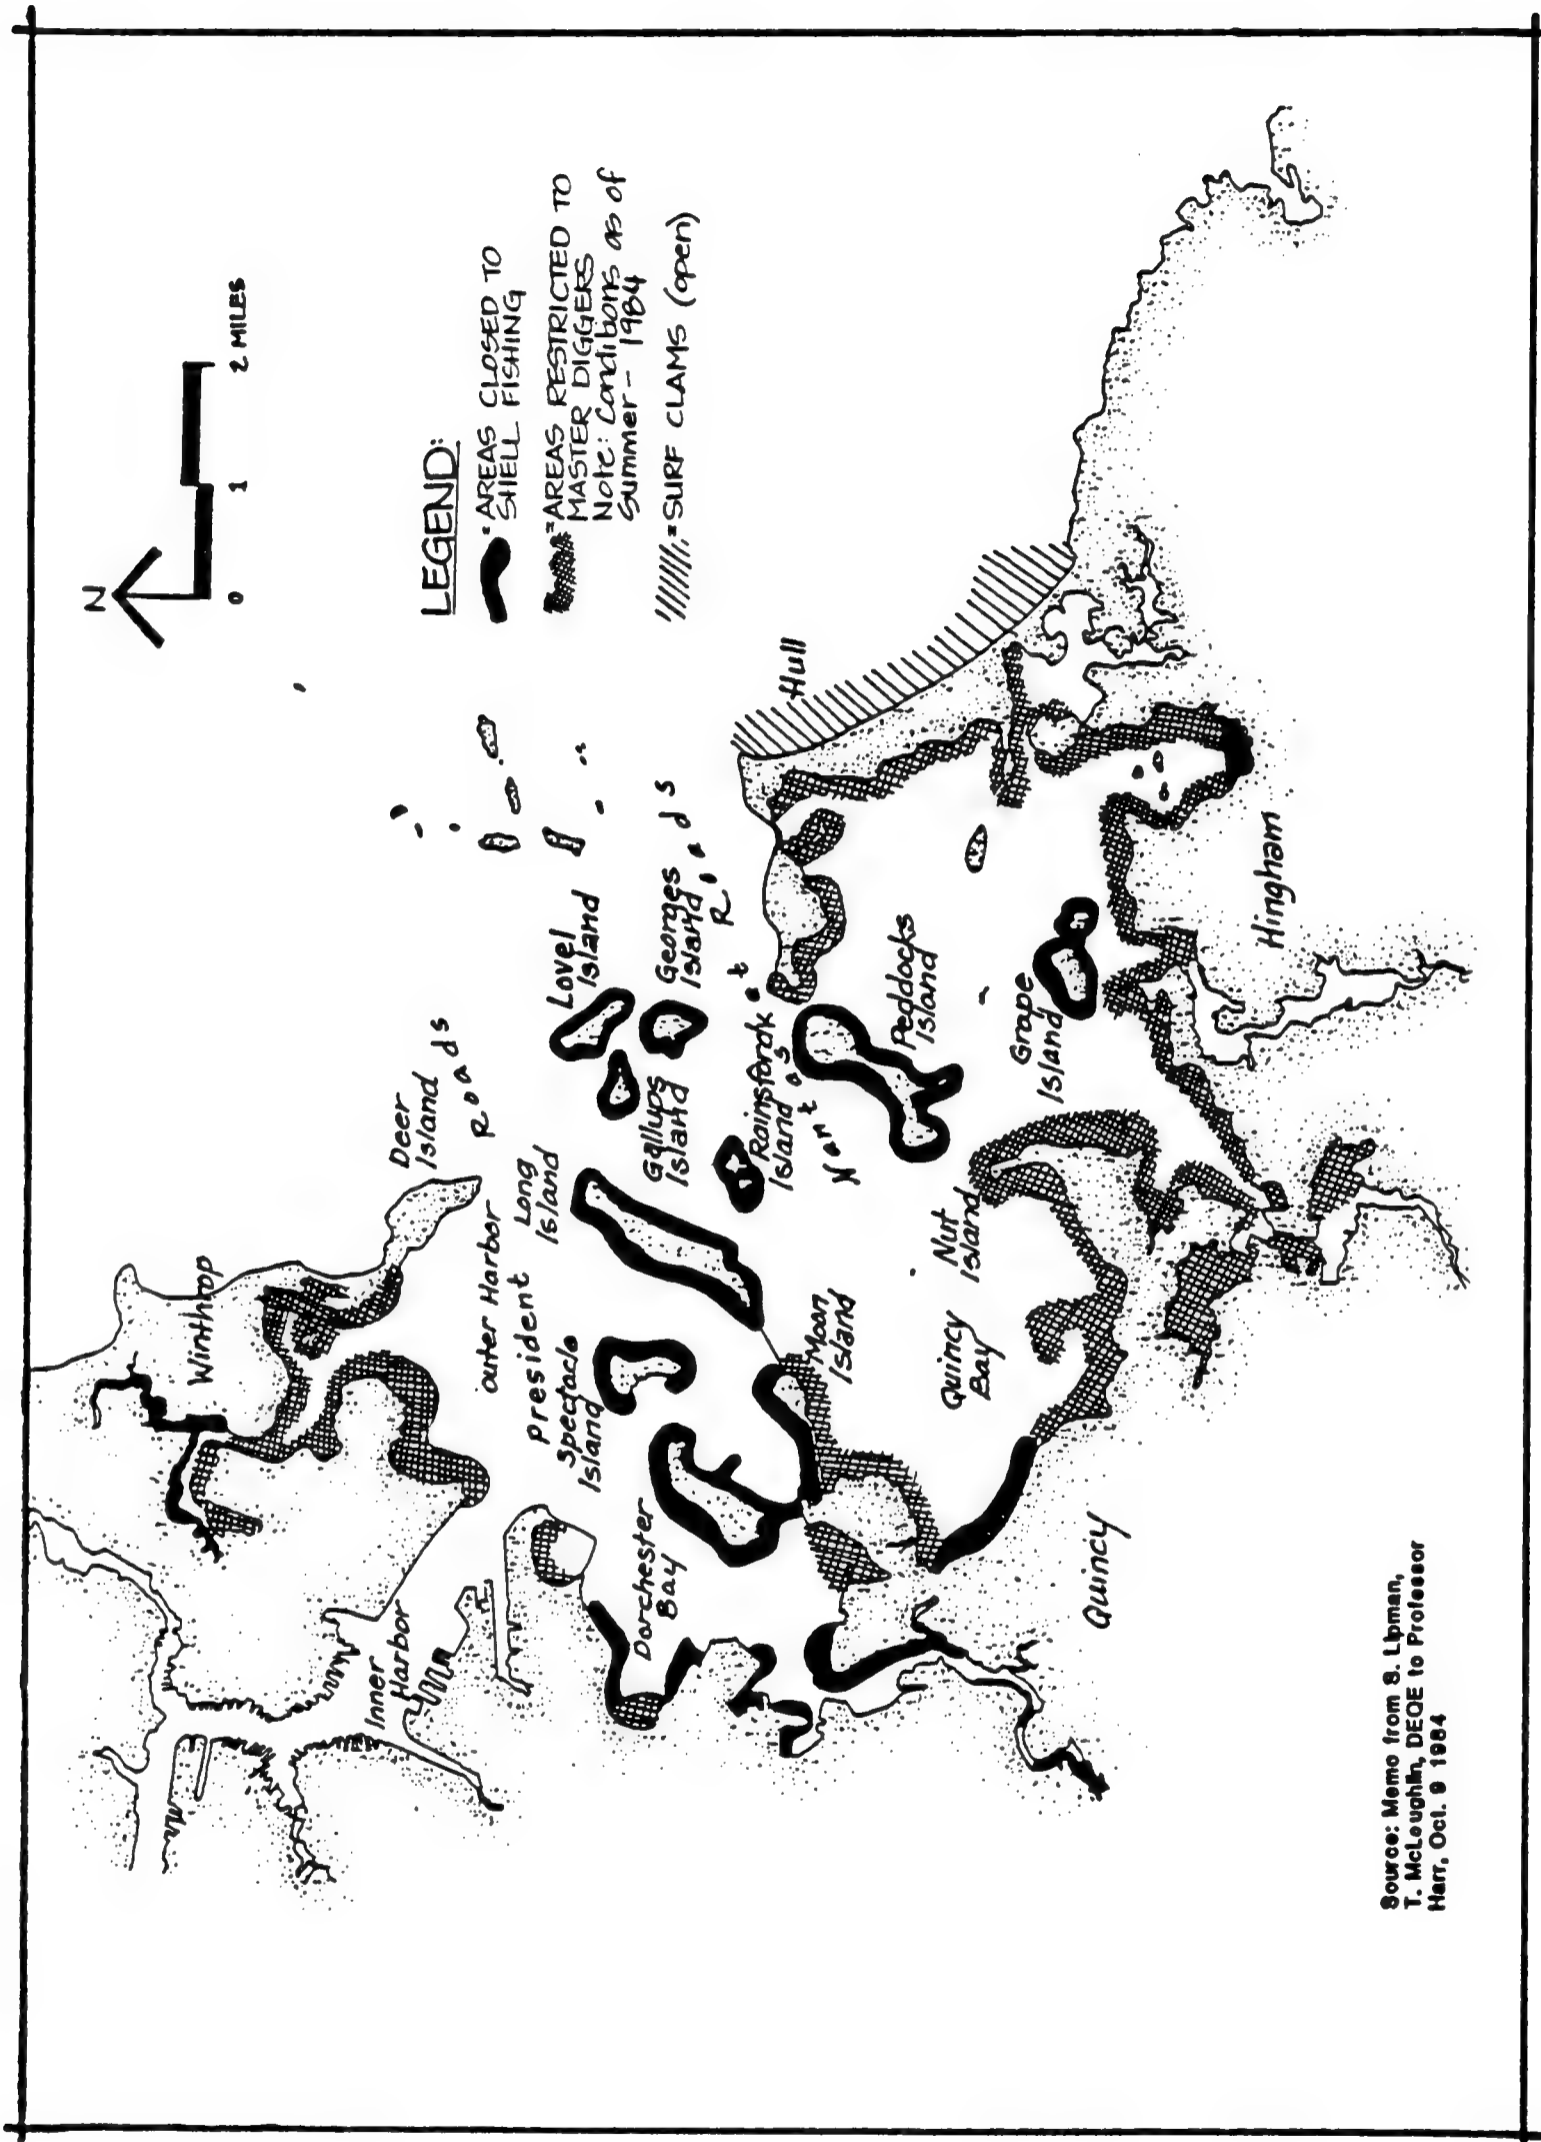 N
0 1 2 MILES
LEGEND:
= AREAS CLOSED TO
SHELL FISHING
= AREAS RESTRICTED TO
MASTER DIGGERS
Note: Conditions as of
Summer - 1984
= SURF CLAMS (open)
Winthrop
Deer
Island
outer Harbor
President Roads
Long
Island
Lovel
Island
Gallups
Island
Georges
Island
Spectacle
Island
Inner
Harbor
Dorchester
Bay
Rainsford
Island
Nantasket Roads
Hull
Moon
Island
Peddocks
Island
Quincy
Bay
Nut
Island
Grape
Island
Hingham
Quincy
Source: Memo from S. Lipman,
T. McLoughlin, DEQE to Professor
Harr, Oct. 9 1984